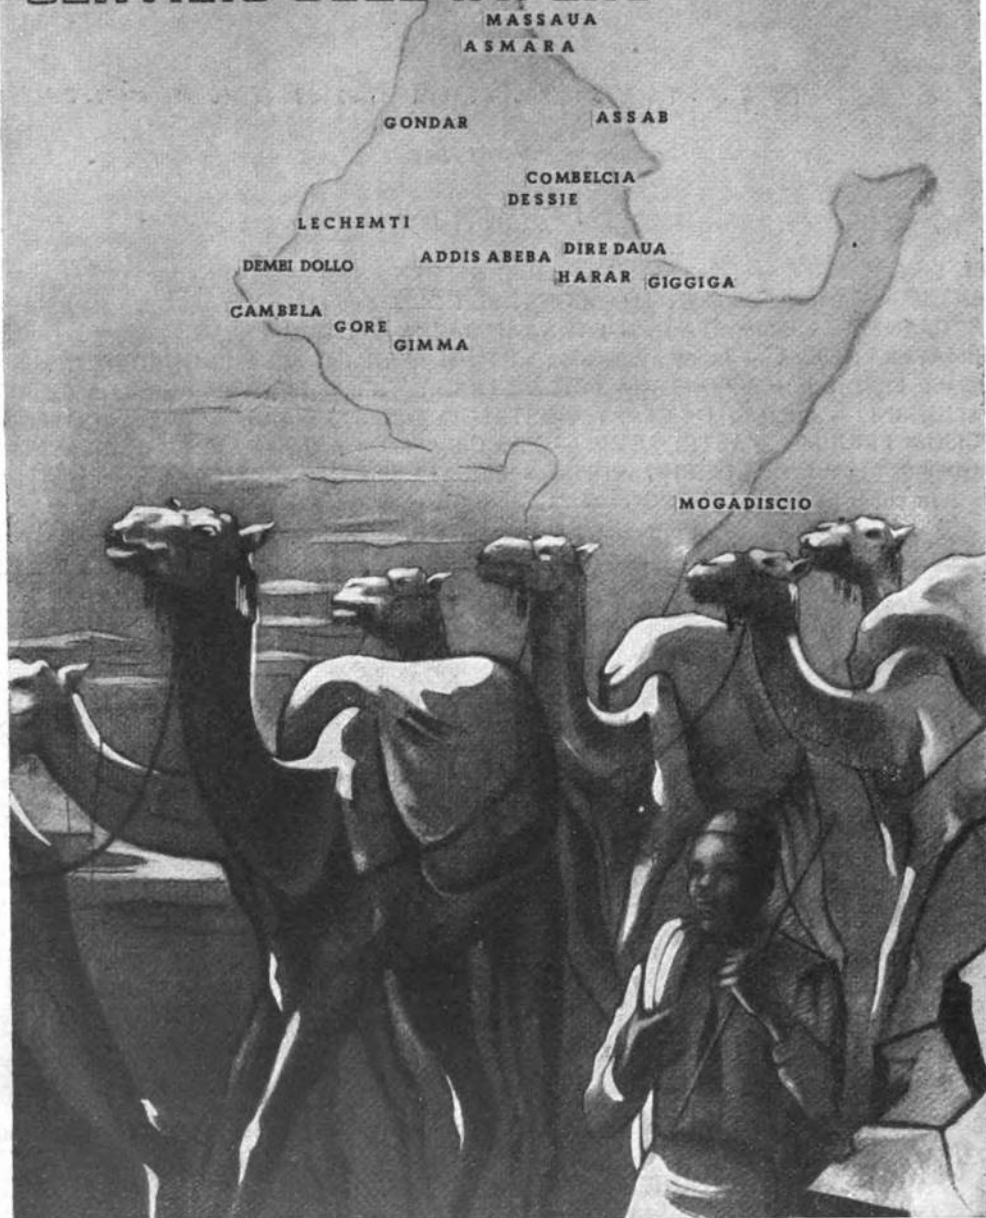 MASSAUA
ASMARA
GONDAR
ASSAB
COMBELCIA
DESSIE
LECHEMTI
ADDIS ABEBA
DIRE DAUA
DEMBI DOLLO
HARAR
GIGGIGA
CAMBELA
GORE
GIMMA
MOGADISCIO